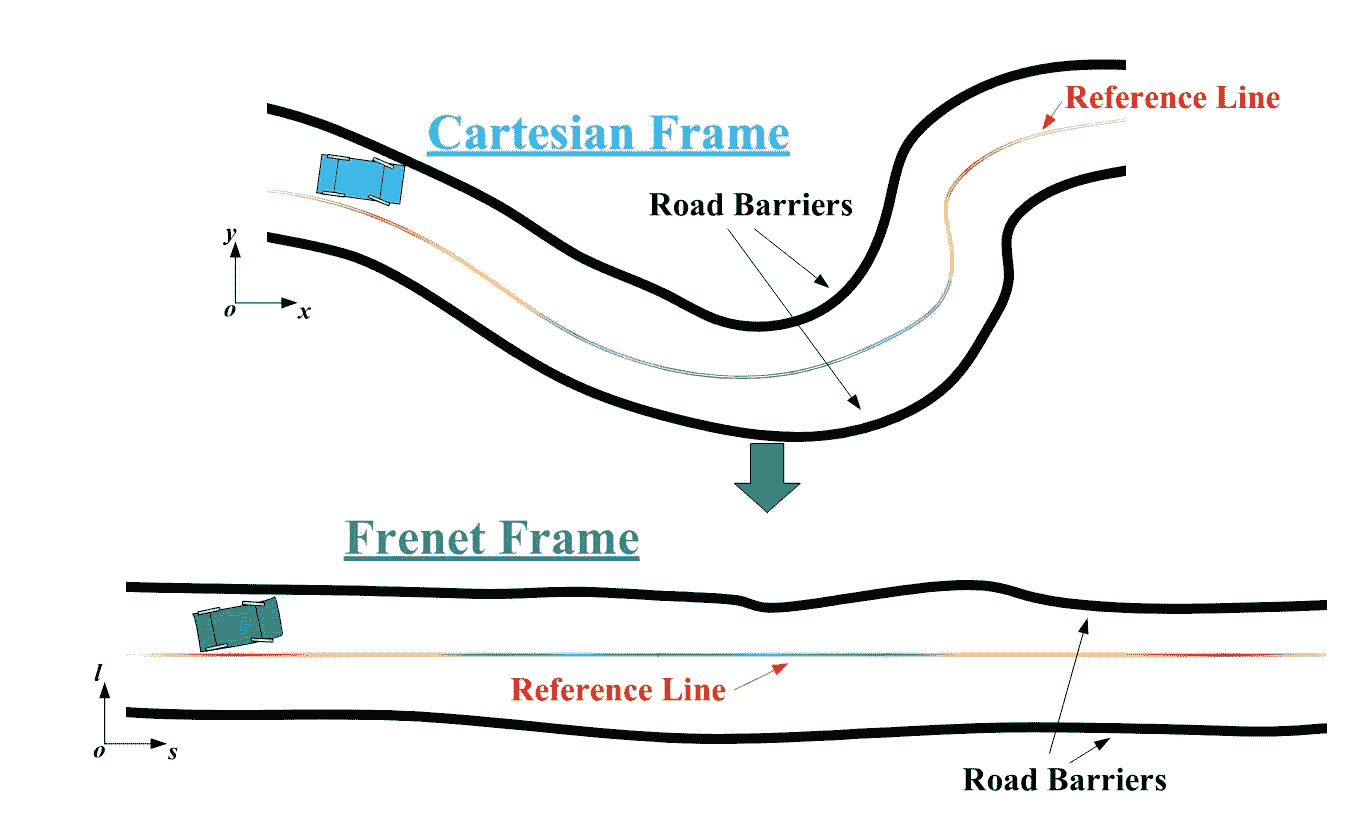 Reference Line
Cartesian Frame
Road Barriers
y
o
x
Frenet Frame
l
Reference Line
o
s
Road Barriers